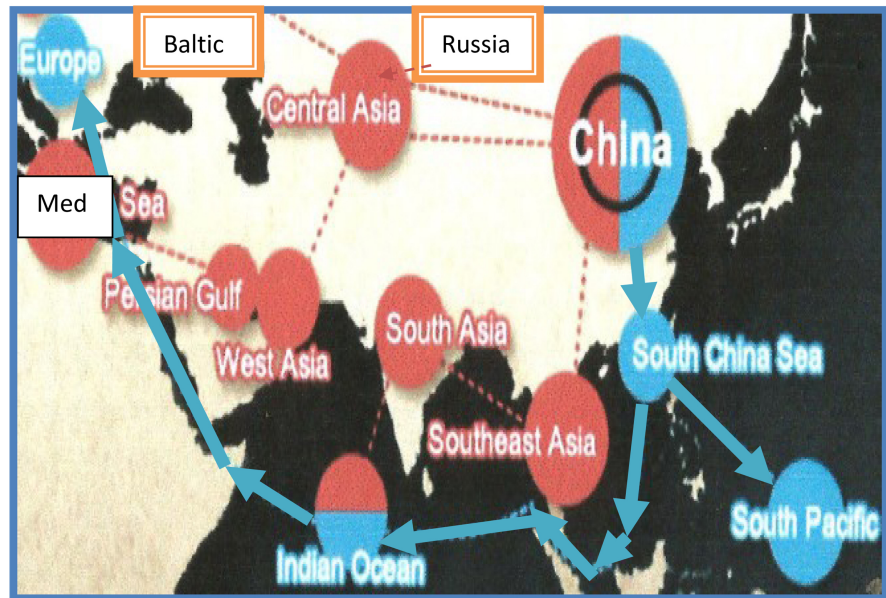 Baltic
Russia
Europe
Central Asia
China
Med
Sea
Persian Gulf
West Asia
South Asia
South China Sea
Southeast Asia
South Pacific
Indian Ocean